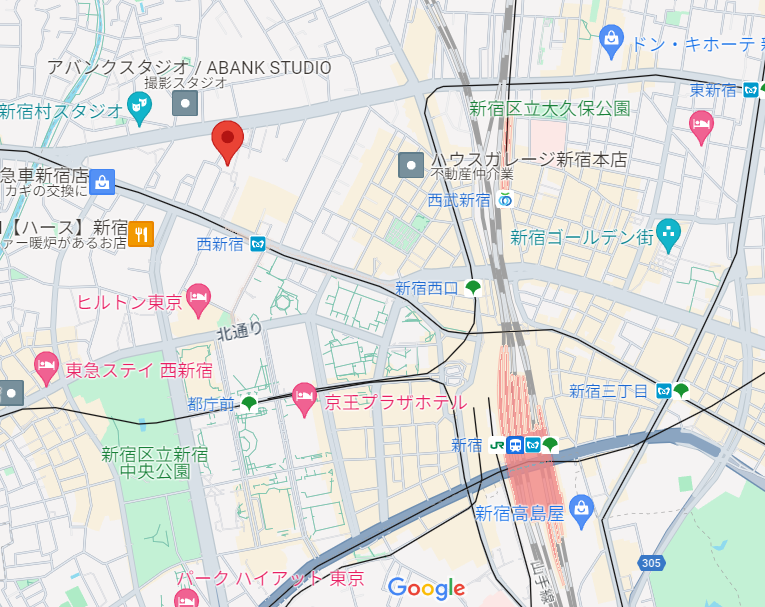 ドン・キホーテ 新
アバンクスタジオ / ABANK STUDIO
撮影スタジオ
東新宿
新宿村スタジオ
新宿区立大久保公園
ハウスガレージ新宿本店
不動産仲介業
急車新宿店
カギの交換に
西武新宿
【ハース】新宿
ァー暖炉があるお店
西新宿
新宿ゴールデン街
新宿西口
ヒルトン東京
北通り
東急ステイ 西新宿
新宿三丁目
都庁前
京王プラザホテル
新宿
JR
新宿区立新宿
中央公園
新宿高島屋
305
山手線
パーク ハイアット 東京
Google